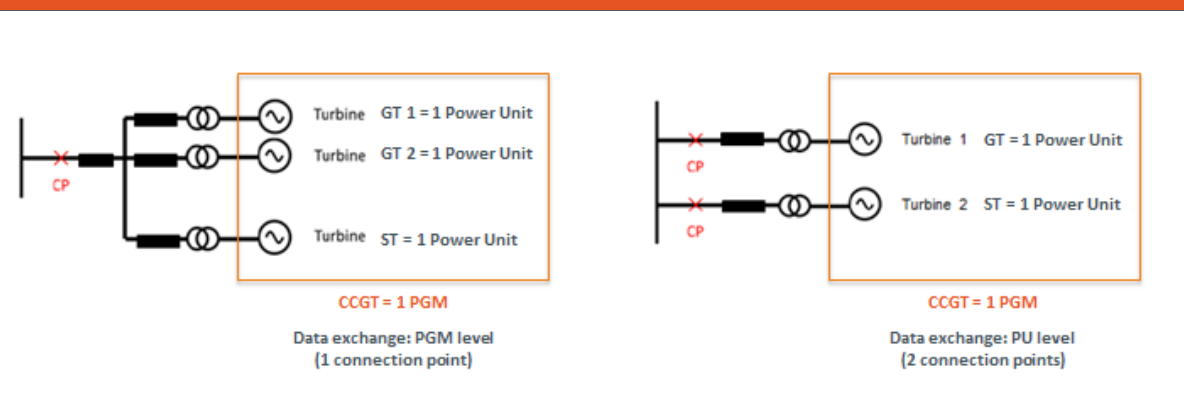 Turbine GT 1 = 1 Power Unit
Turbine GT 2 = 1 Power Unit
CP
Turbine ST = 1 Power Unit
CCGT = 1 PGM
Data exchange: PGM level
(1 connection point)
Turbine 1 GT = 1 Power Unit
CP
Turbine 2 ST = 1 Power Unit
CP
CCGT = 1 PGM
Data exchange: PU level
(2 connection points)